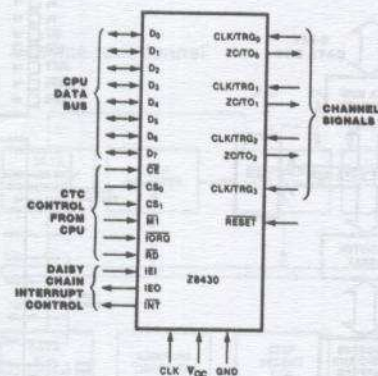 CPU
DATA
BUS
CTC
CONTROL
FROM
CPU
DAISY
CHAIN
INTERRUPT
CONTROL
D0
D1
D2
D3
D4
D5
D6
D7
CE
CS0
CS1
M1
IORQ
RD
IEI
IEO
INT
Z8430
CLK/TRG0
ZC/TO0
CLK/TRG1
ZC/TO1
CLK/TRG2
ZC/TO2
CLK/TRG3
RESET
CHANNEL
SIGNALS
CLK VCC GND